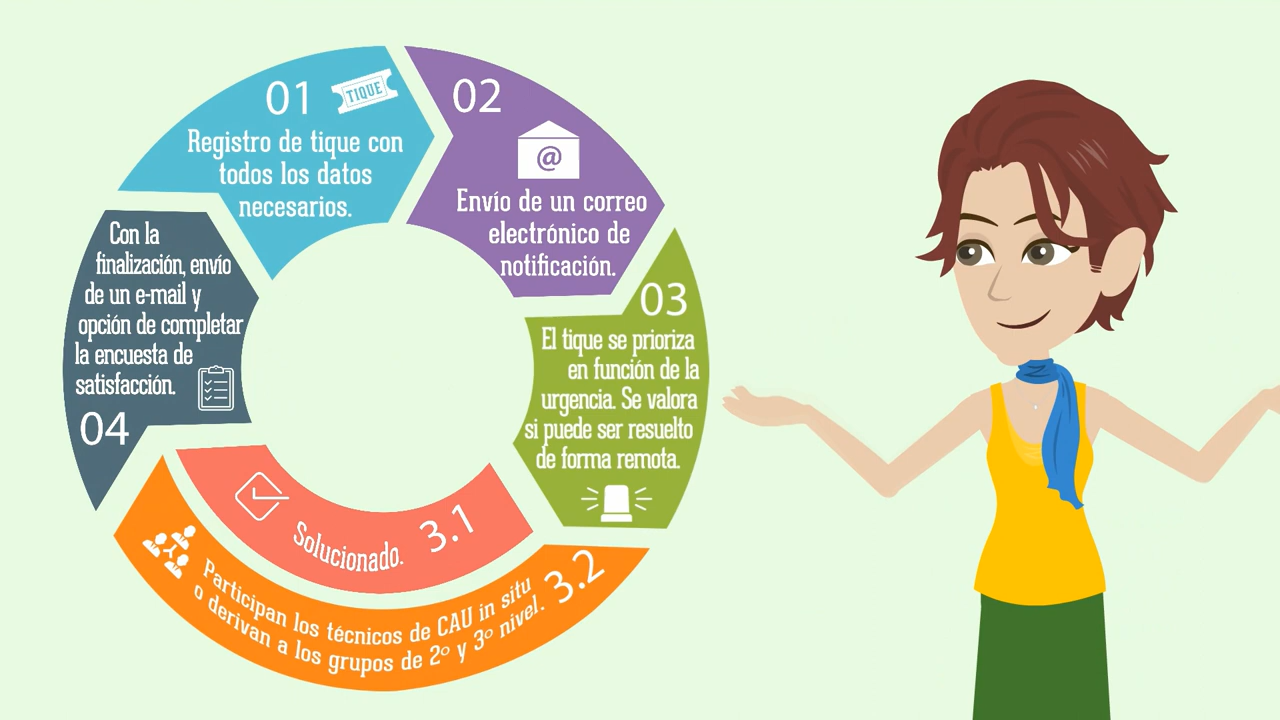 01
TIQUE
Registro de tique con
todos los datos
necesarios.
02
@
Envío de un correo
electrónico de
notificación.
03
El tique se prioriza
en función de la
urgencia. Se valora
si puede ser resuelto
de forma remota.
Solucionado. 3.1
Participan los técnicos de CAU in situ
o derivan a los grupos de 2º y 3º nivel.
3.2
Con la
finalización, envío
de un e-mail y
opción de completar
la encuesta de
satisfacción.
04